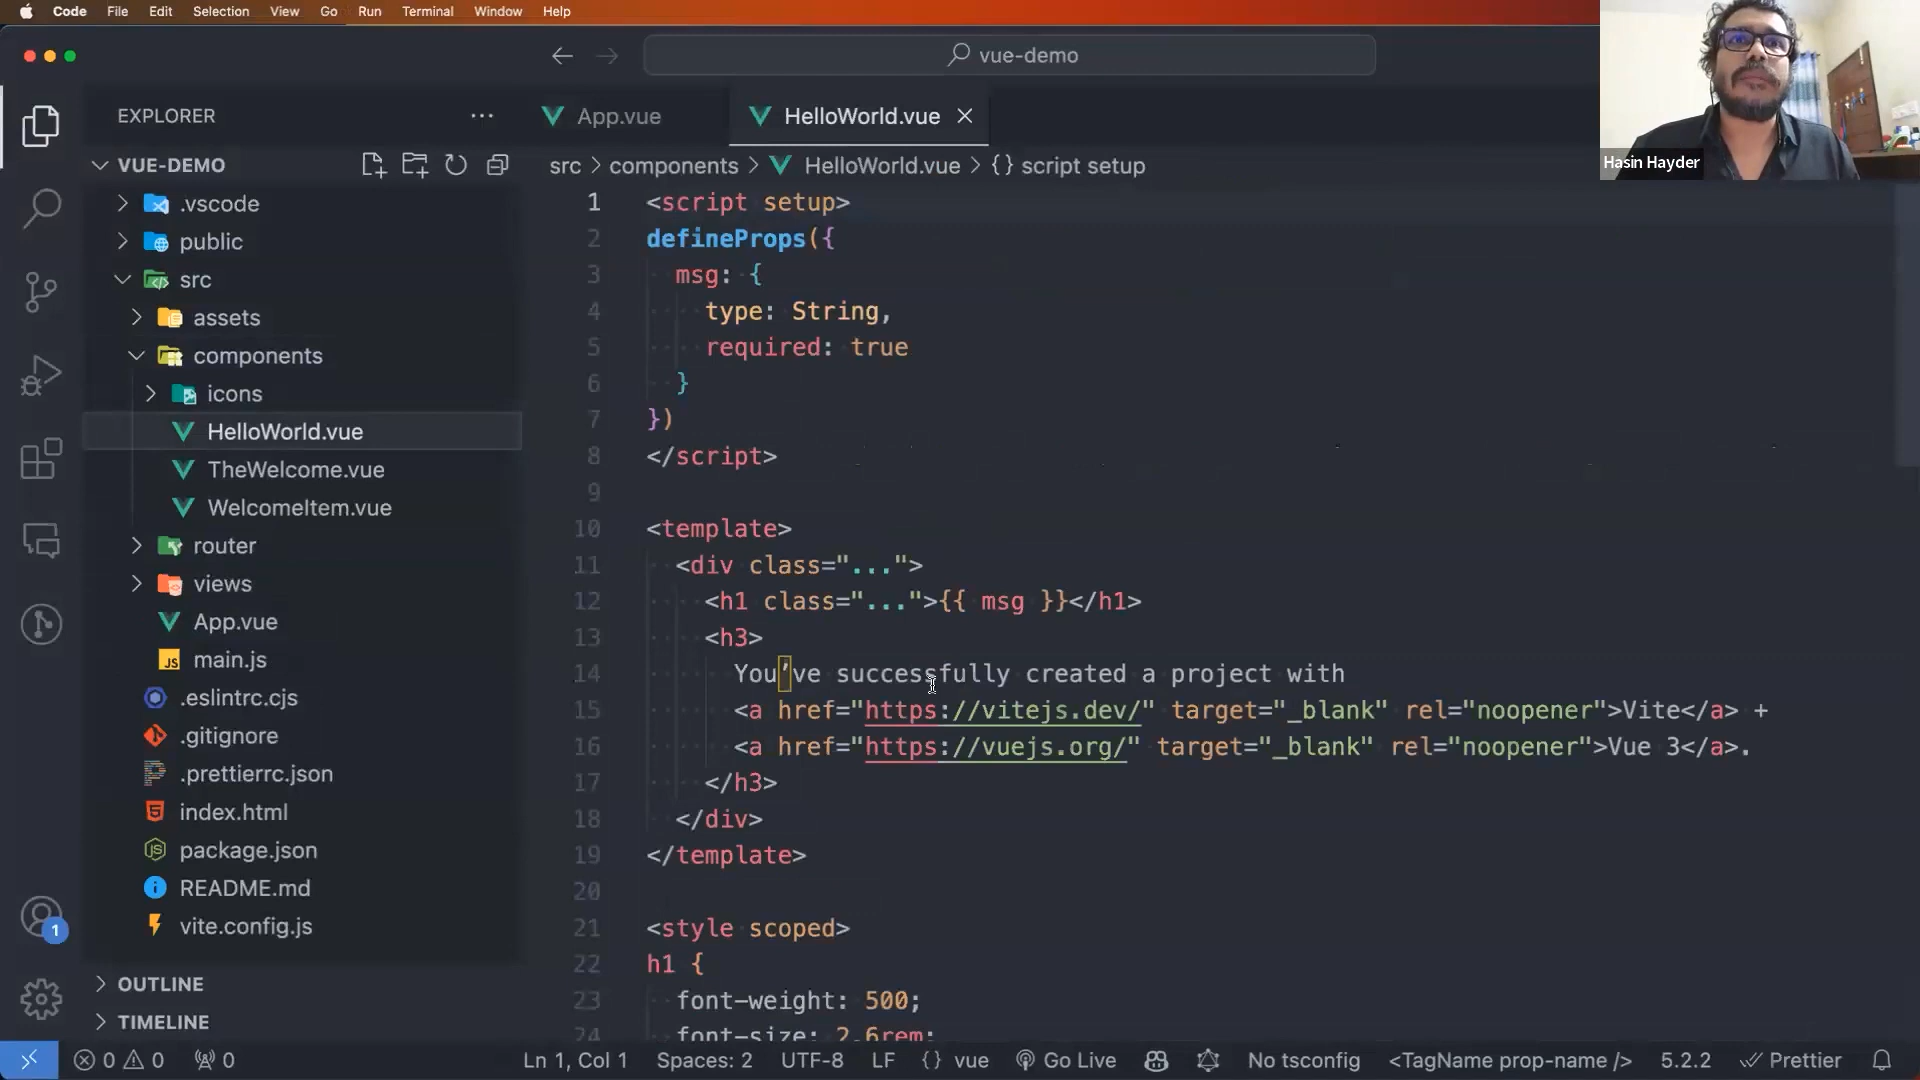 Code File Edit Selection View Go Run Terminal Window Help
vue-demo
Hasin Hayder
EXPLORER
VUE-DEMO
.vscode
public
src
assets
components
icons
HelloWorld.vue
TheWelcome.vue
WelcomeItem.vue
router
views
App.vue
JS main.js
.eslintrc.cjs
.gitignore
.prettierrc.json
index.html
package.json
README.md
vite.config.js
OUTLINE
TIMELINE
1
App.vue HelloWorld.vue
src > components > HelloWorld.vue > {} script setup
1 <script setup>
2 defineProps({
3 msg: {
4 type: String,
5 required: true
6 }
7 })
8 </script>
9
10 <template>
11 <div class="...">
12 <h1 class="...">{{ msg }}</h1>
13 <h3>
14 You’ve successfully created a project with
15 <a href="https://vitejs.dev/" target="_blank" rel="noopener">Vite</a> +
16 <a href="https://vuejs.org/" target="_blank" rel="noopener">Vue 3</a>.
17 </h3>
18 </div>
19 </template>
20
21 <style scoped>
22 h1 {
23 font-weight: 500;
24 font-size: 2.6rem;
0 0 0 Ln 1, Col 1 Spaces: 2 UTF-8 LF {} vue Go Live No tsconfig <TagName prop-name /> 5.2.2 Prettier